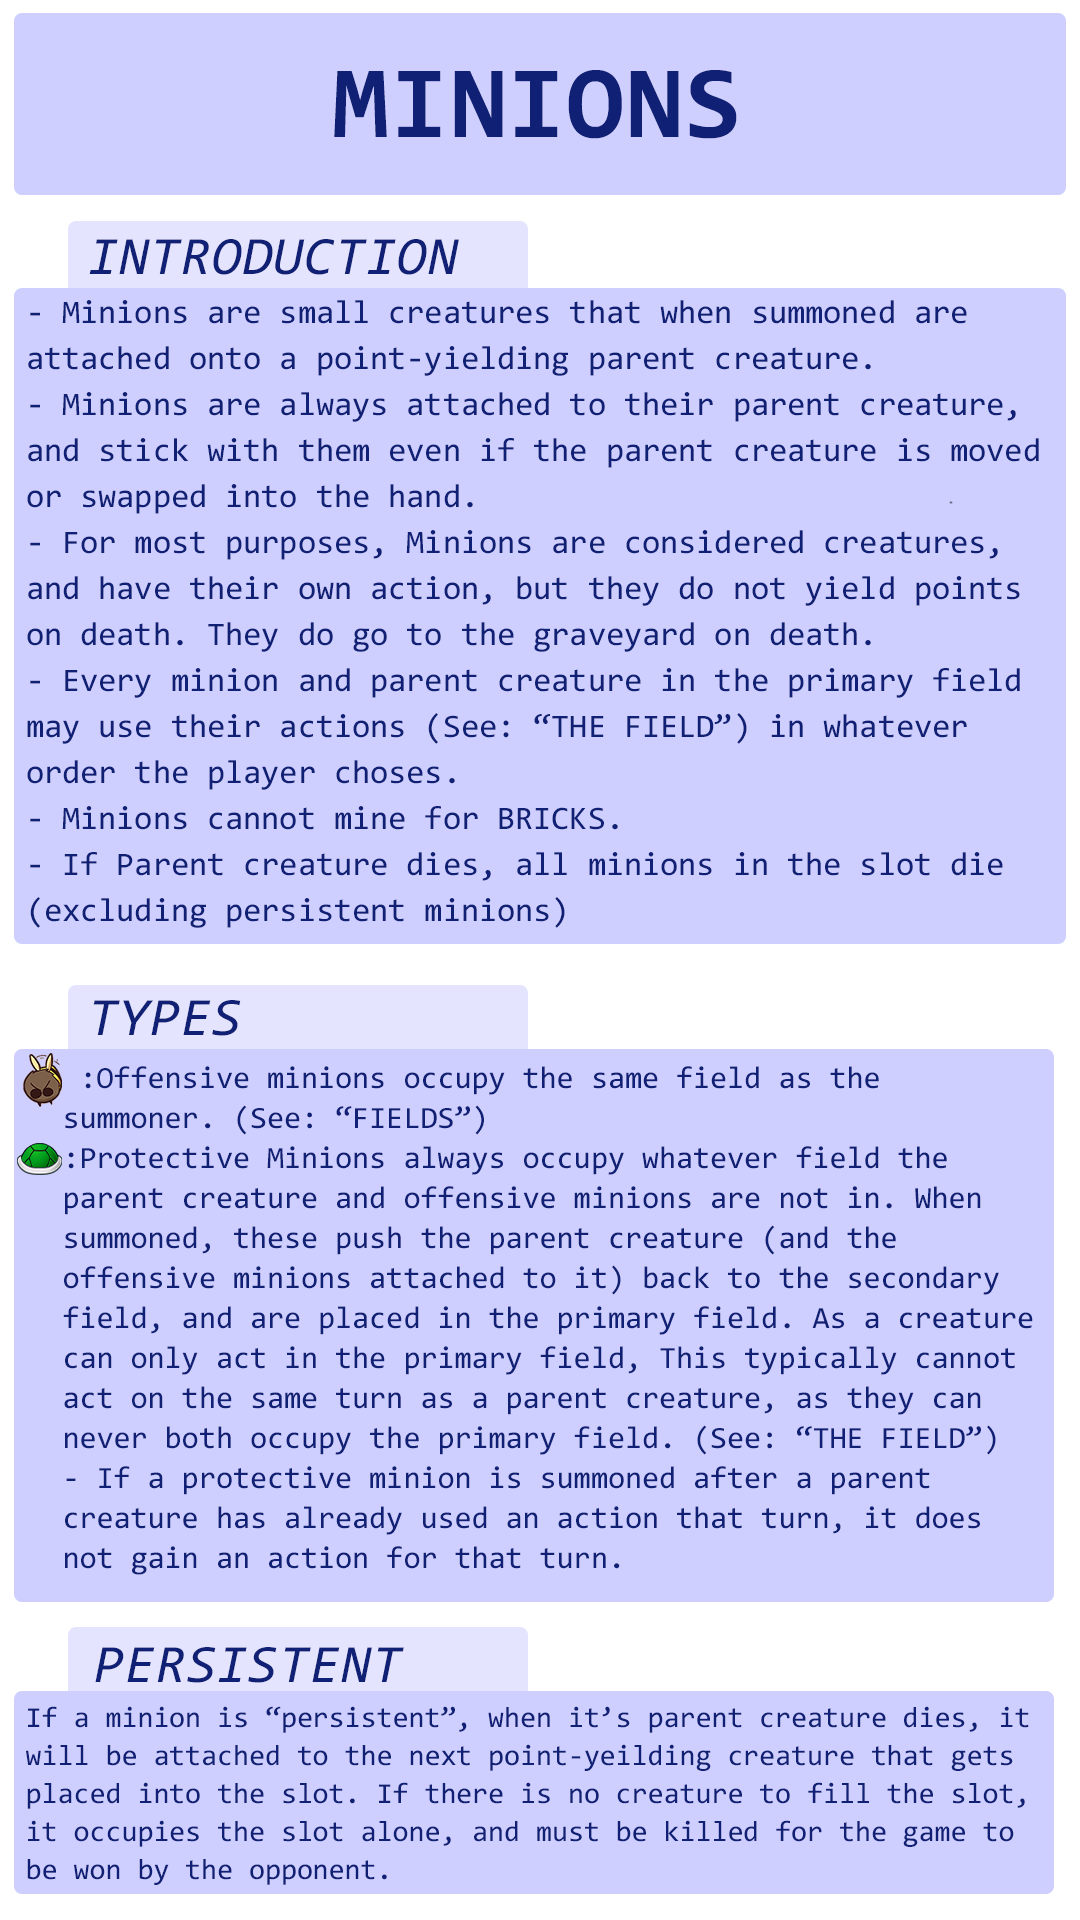 MINIONS
INTRODUCTION
- Minions are small creatures that when summoned are
attached onto a point-yielding parent creature.
- Minions are always attached to their parent creature,
and stick with them even if the parent creature is moved
or swapped into the hand.
- For most purposes, Minions are considered creatures,
and have their own action, but they do not yield points
on death. They do go to the graveyard on death.
- Every minion and parent creature in the primary field
may use their actions (See: “THE FIELD”) in whatever
order the player choses.
- Minions cannot mine for BRICKS.
- If Parent creature dies, all minions in the slot die
(excluding persistent minions)
TYPES
:Offensive minions occupy the same field as the
summoner. (See: “FIELDS”)
:Protective Minions always occupy whatever field the
parent creature and offensive minions are not in. When
summoned, these push the parent creature (and the
offensive minions attached to it) back to the secondary
field, and are placed in the primary field. As a creature
can only act in the primary field, This typically cannot
act on the same turn as a parent creature, as they can
never both occupy the primary field. (See: “THE FIELD”)
- If a protective minion is summoned after a parent
creature has already used an action that turn, it does
not gain an action for that turn.
PERSISTENT
If a minion is “persistent”, when it’s parent creature dies, it
will be attached to the next point-yeilding creature that gets
placed into the slot. If there is no creature to fill the slot,
it occupies the slot alone, and must be killed for the game to
be won by the opponent.